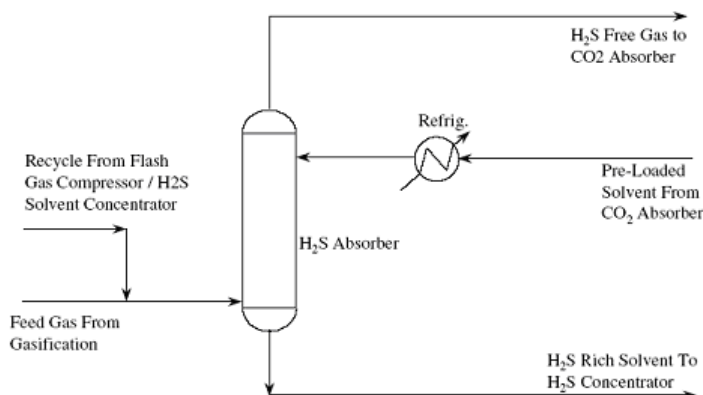 H₂S Free Gas to
CO2 Absorber
Refrig.
Recycle From Flash
Gas Compressor / H2S
Solvent Concentrator
Pre-Loaded
Solvent From
CO₂ Absorber
H₂S Absorber
Feed Gas From
Gasification
H₂S Rich Solvent To
H₂S Concentrator